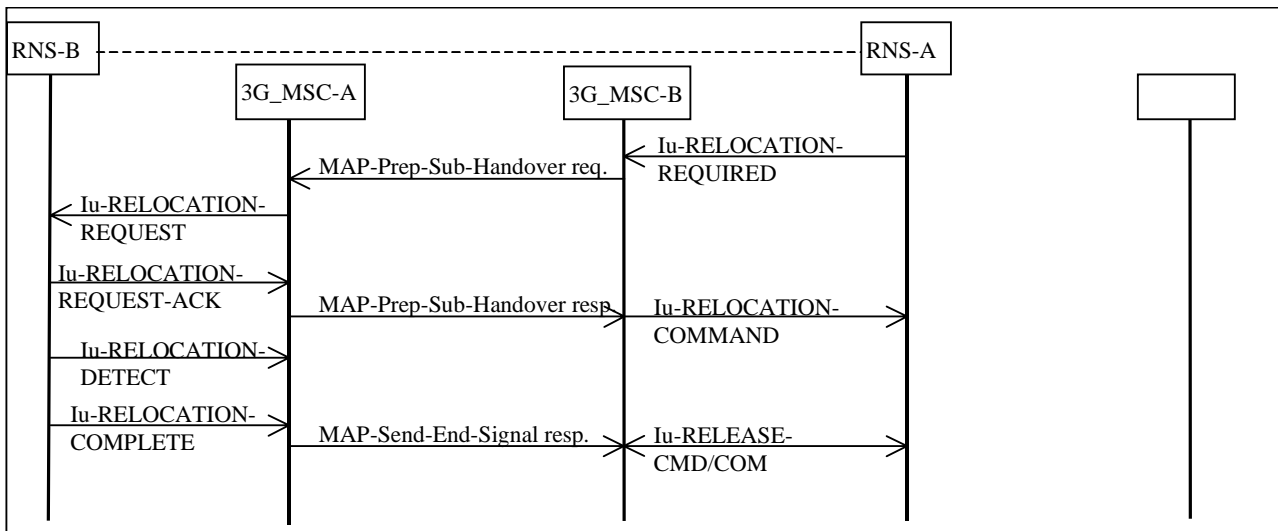 RNS-B
RNS-A
3G_MSC-A
3G_MSC-B
Iu-RELOCATION-
REQUIRED
MAP-Prep-Sub-Handover req.
Iu-RELOCATION-
REQUEST
Iu-RELOCATION-
REQUEST-ACK
MAP-Prep-Sub-Handover resp
Iu-RELOCATION-
COMMAND
Iu-RELOCATION-
DETECT
Iu-RELOCATION-
COMPLETE
MAP-Send-End-Signal resp.
Iu-RELEASE-
CMD/COM